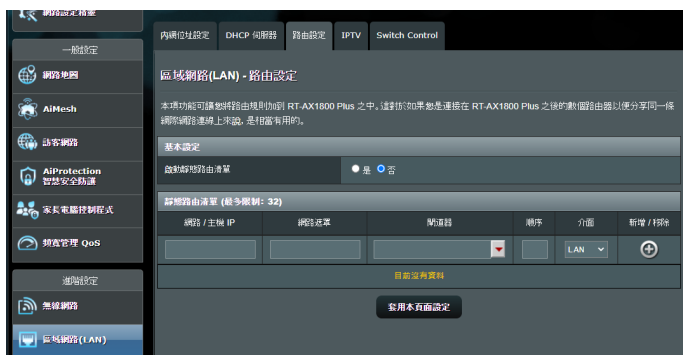 網路設定精靈
一般設定
網路地圖
AiMesh
訪客網路
AiProtection
智慧安全防護
家長電腦控制程式
頻寬管理 QoS
進階設定
無線網路
區域網路(LAN)
內網位址設定 DHCP 伺服器 路由設定 IPTV Switch Control
區域網路(LAN) - 路由設定
本項功能可讓您將路由規則加到 RT-AX1800 Plus 之中。這對於如果您是連接在 RT-AX1800 Plus 之後的數個路由器以便分享同一條
網際網路連線上來說, 是相當有用的。
基本設定
啟動靜態路由清單 是 否
靜態路由清單 (最多限制: 32)
網路 / 主機 IP 網路遮罩 閘道器 順序 介面 新增 / 移除
LAN
目前沒有資料
套用本頁面設定